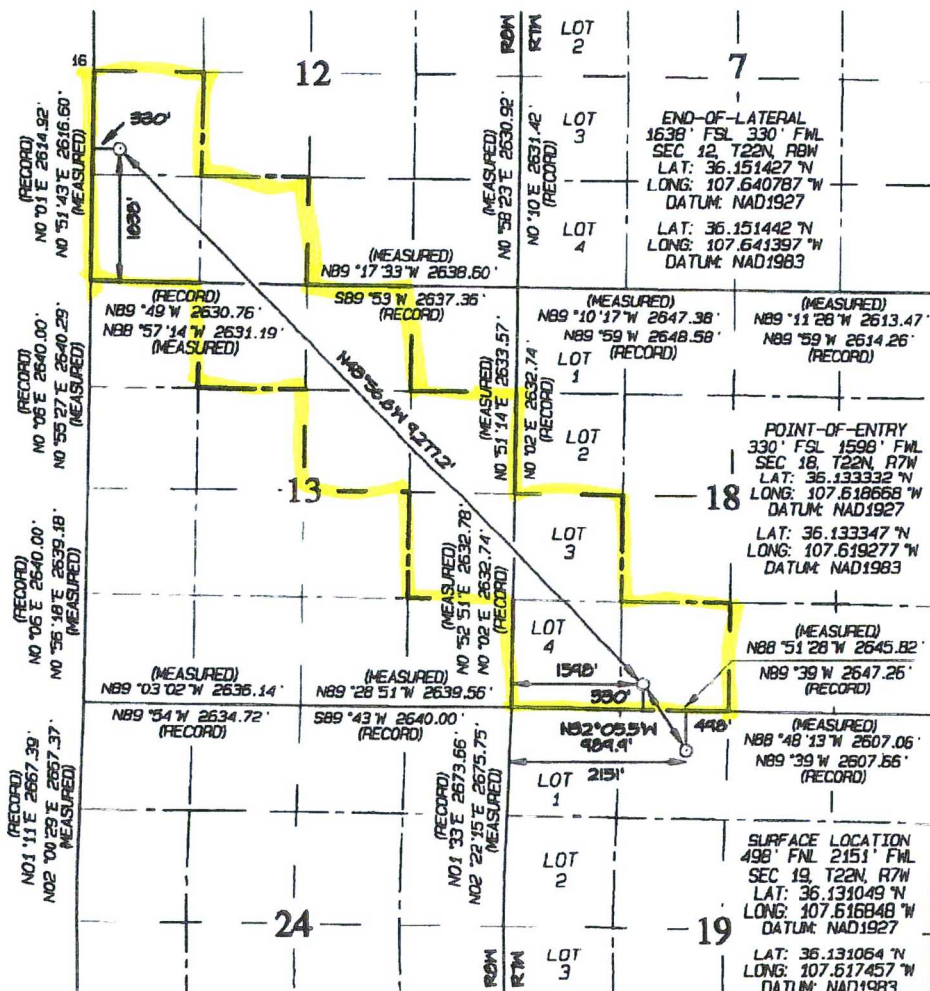 R8W
R7W
LOT
2
16
12
7
330'
1638'
(RECORD)
N0°01'E 2614.92'
N0°51'43"E 2616.60'
(MEASURED)
(MEASURED)
N0°58'23"E 2630.92'
N0°10'E 2631.42'
(RECORD)
LOT
3
LOT
4
END-OF-LATERAL
1638' FSL 330' FWL
SEC 12, T22N, R8W
LAT: 36.151427°N
LONG: 107.640787°W
DATUM: NAD1927
LAT: 36.151442°N
LONG: 107.641397°W
DATUM: NAD1983
(MEASURED)
N89°17'33"W 2638.60'
S89°53'W 2637.36'
(RECORD)
(RECORD)
N89°49'W 2630.76'
N88°57'14"W 2631.19'
(MEASURED)
(MEASURED)
N89°10'17"W 2647.38'
N89°59'W 2648.58'
(RECORD)
N89°11'28"W 2613.47'
N89°59'W 2614.26'
(RECORD)
(RECORD)
N0°06'E 2640.00'
N0°55'27"E 2640.29'
(MEASURED)
(MEASURED)
N0°51'14"E 2633.57'
N0°02'E 2632.74'
(RECORD)
LOT
1
LOT
2
9,277.2'
POINT-OF-ENTRY
330' FSL 1598' FWL
SEC 18, T22N, R7W
LAT: 36.133332°N
LONG: 107.618668°W
DATUM: NAD1927
LAT: 36.133347°N
LONG: 107.619277°W
DATUM: NAD1983
13
18
N0°06'E 2640.00'
N0°56'18"E 2639.18'
(MEASURED)
(MEASURED)
N0°52'51"E 2632.78'
N0°02'E 2632.74'
(RECORD)
LOT
3
LOT
4
1598'
330'
(MEASURED)
N88°51'28"W 2645.82'
N89°39'W 2647.26'
(RECORD)
(MEASURED)
N89°03'02"W 2636.14'
N89°54'W 2634.72'
(RECORD)
N89°28'51"W 2639.56'
(MEASURED)
S89°43'W 2640.00'
(RECORD)
498'
989.9'
2151'
(MEASURED)
N88°48'13"W 2607.06'
N89°39'W 2607.66'
(RECORD)
(RECORD)
N01°11'E 2667.39'
N02°00'29"E 2667.37'
(MEASURED)
(RECORD)
N01°33'E 2673.66'
N02°22'15"E 2675.75'
(MEASURED)
LOT
1
LOT
2
SURFACE LOCATION
498' FNL 2151' FWL
SEC 19, T22N, R7W
LAT: 36.131049°N
LONG: 107.616848°W
DATUM: NAD1927
LAT: 36.131064°N
LONG: 107.617457°W
DATUM: NAD1983
24
19
R8W
R7W
LOT
3